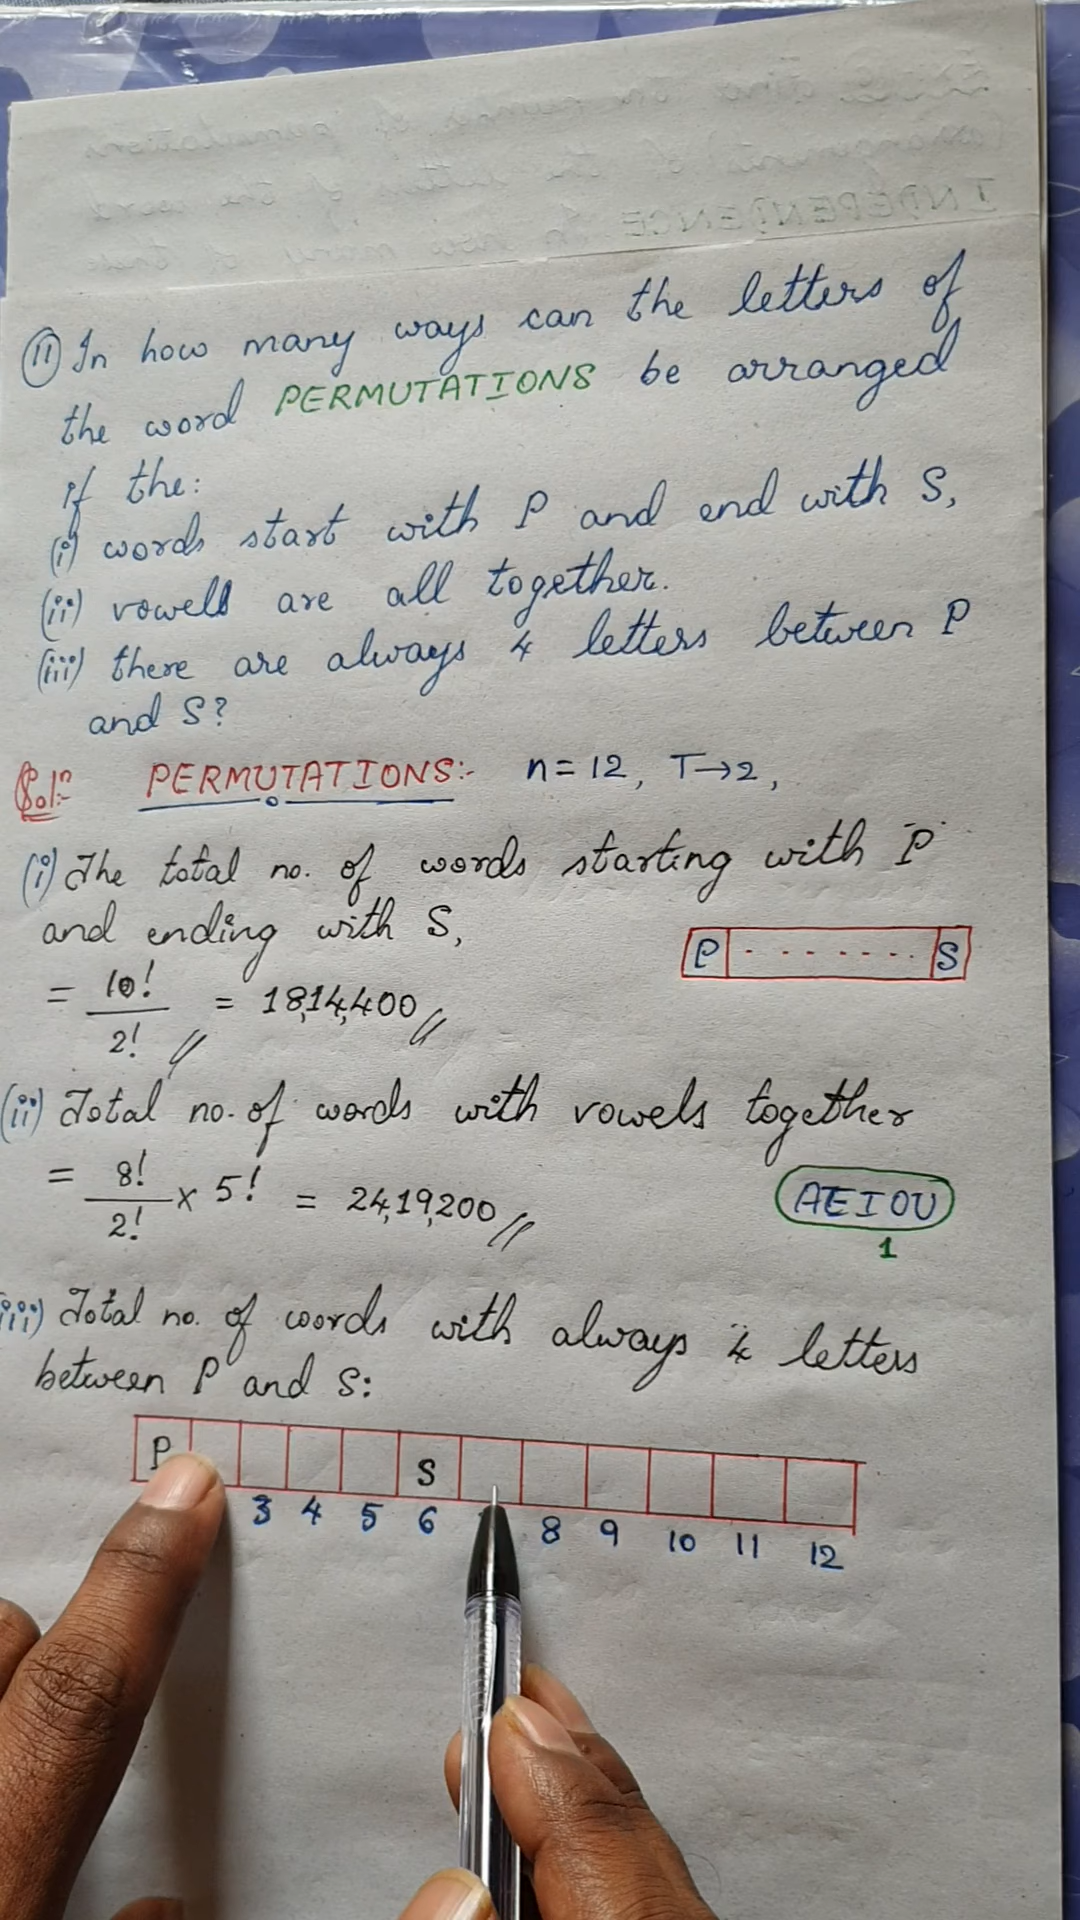 (11) In how many ways can the letters of
the word PERMUTATIONS be arranged
if the:
(i) words start with P and end with S,
(ii) vowels are all together.
(iii) there are always 4 letters between P
and S?
Sol:- PERMUTATIONS:- n = 12, T→2,
(i) The total no. of words starting with P
and ending with S,
P . . . . . . . S
= 10!/2! = 18,14,400
(ii) Total no. of words with vowels together
= 8!/2! × 5! = 24,19,200
AEIOU
1
(iii) Total no. of words with always 4 letters
between P and S:
P S
3 4 5 6 8 9 10 11 12